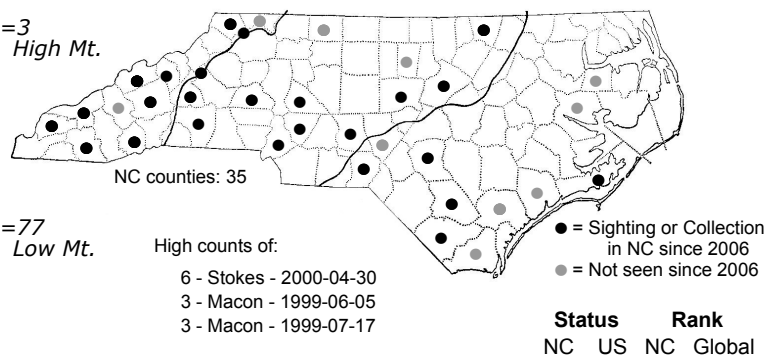 =3
High Mt.
NC counties: 35
=77
Low Mt.
High counts of:
6 - Stokes - 2000-04-30
3 - Macon - 1999-06-05
3 - Macon - 1999-07-17
= Sighting or Collection
in NC since 2006
= Not seen since 2006
Status Rank
NC US NC Global